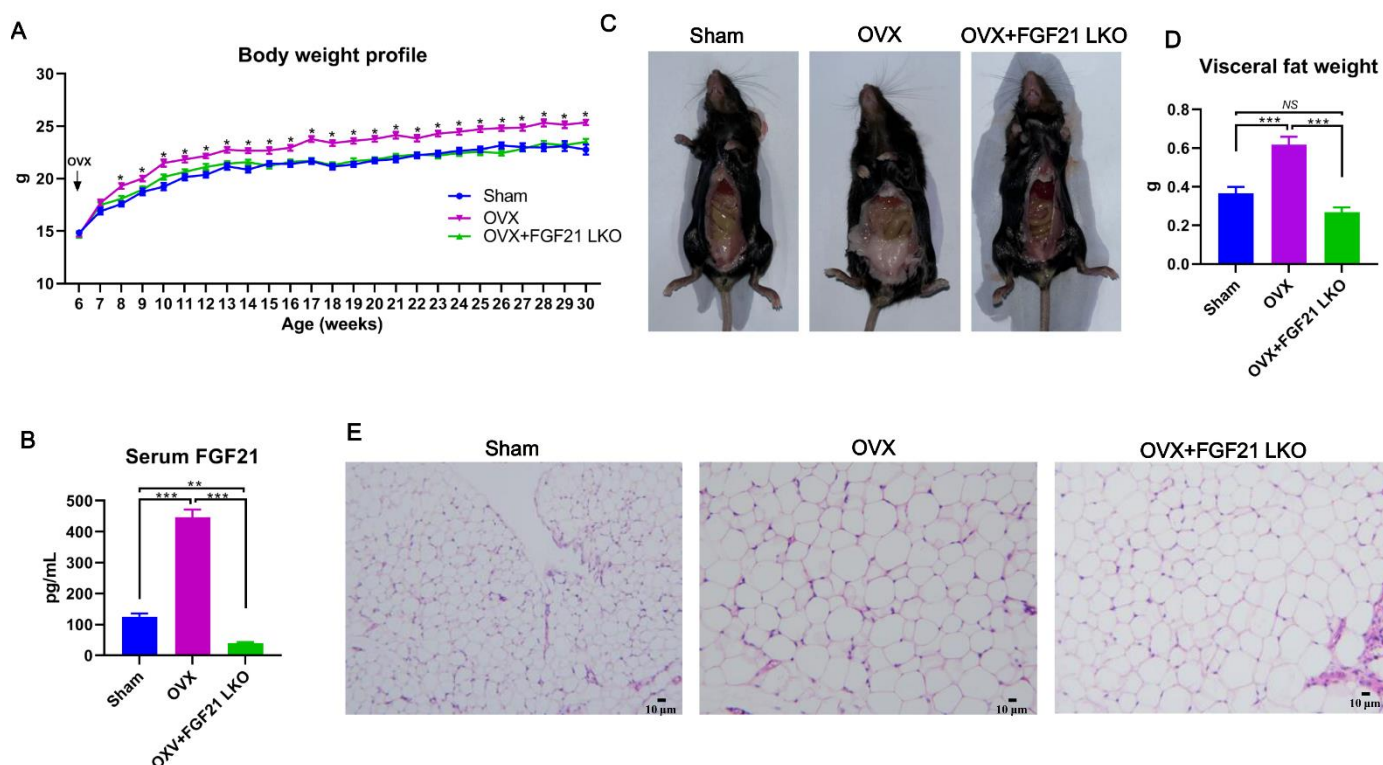 A
Body weight profile
30
25
20
15
10
g
OVX
* * * * * * * * * * * * * * * * * * * * * * *
Sham
OVX
OVX+FGF21 LKO
6 7 8 9 10 11 12 13 14 15 16 17 18 19 20 21 22 23 24 25 26 27 28 29 30
Age (weeks)
C
Sham OVX OVX+FGF21 LKO
D
Visceral fat weight
NS
*** ***
0.8
0.6
0.4
0.2
0.0
g
Sham
OVX
OVX+FGF21 LKO
B
Serum FGF21
**
*** ***
500
400
300
200
100
0
pg/mL
Sham
OVX
OXV+FGF21 LKO
E
Sham OVX OVX+FGF21 LKO
10 µm
10 µm
10 µm